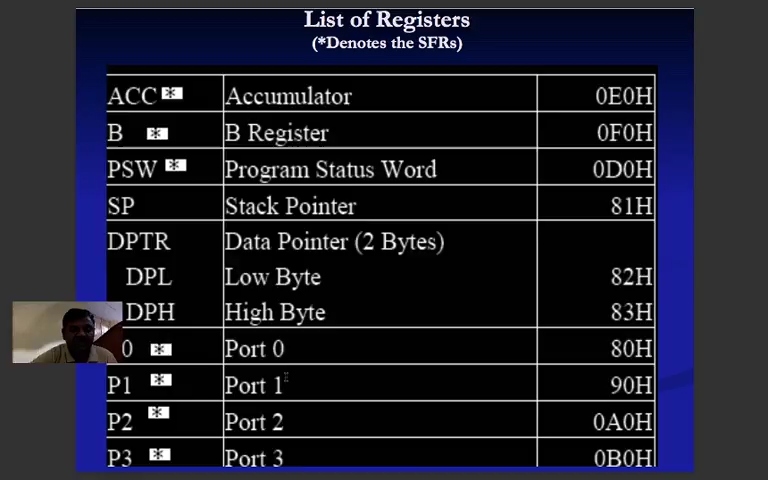 List of Registers
(*Denotes the SFRs)
ACC * Accumulator 0E0H
B * B Register 0F0H
PSW * Program Status Word 0D0H
SP Stack Pointer 81H
DPTR Data Pointer (2 Bytes)
DPL Low Byte 82H
DPH High Byte 83H
0 * Port 0 80H
P1 * Port 1 90H
P2 * Port 2 0A0H
P3 * Port 3 0B0H